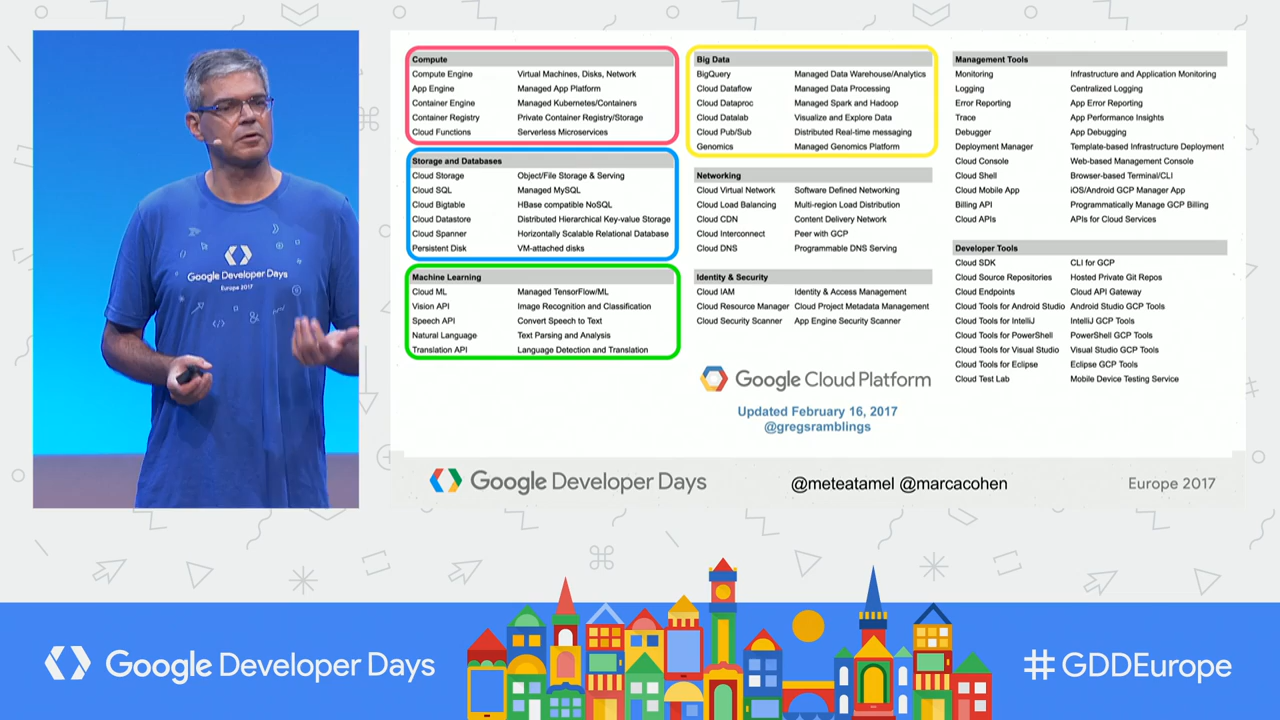 Google Developer Days
Europe 2017
Compute
Compute Engine Virtual Machines, Disks, Network
App Engine Managed App Platform
Container Engine Managed Kubernetes/Containers
Container Registry Private Container Registry/Storage
Cloud Functions Serverless Microservices
Storage and Databases
Cloud Storage Object/File Storage & Serving
Cloud SQL Managed MySQL
Cloud Bigtable HBase compatible NoSQL
Cloud Datastore Distributed Hierarchical Key-value Storage
Cloud Spanner Horizontally Scalable Relational Database
Persistent Disk VM-attached disks
Machine Learning
Cloud ML Managed TensorFlow/ML
Vision API Image Recognition and Classification
Speech API Convert Speech to Text
Natural Language Text Parsing and Analysis
Translation API Language Detection and Translation
Big Data
BigQuery Managed Data Warehouse/Analytics
Cloud Dataflow Managed Data Processing
Cloud Dataproc Managed Spark and Hadoop
Cloud Datalab Visualize and Explore Data
Cloud Pub/Sub Distributed Real-time messaging
Genomics Managed Genomics Platform
Networking
Cloud Virtual Network Software Defined Networking
Cloud Load Balancing Multi-region Load Distribution
Cloud CDN Content Delivery Network
Cloud Interconnect Peer with GCP
Cloud DNS Programmable DNS Serving
Identity & Security
Cloud IAM Identity & Access Management
Cloud Resource Manager Cloud Project Metadata Management
Cloud Security Scanner App Engine Security Scanner
Google Cloud Platform
Updated February 16, 2017
@gregsramblings
Management Tools
Monitoring Infrastructure and Application Monitoring
Logging Centralized Logging
Error Reporting App Error Reporting
Trace App Performance Insights
Debugger App Debugging
Deployment Manager Template-based Infrastructure Deployment
Cloud Console Web-based Management Console
Cloud Shell Browser-based Terminal/CLI
Cloud Mobile App iOS/Android GCP Manager App
Billing API Programmatically Manage GCP Billing
Cloud APIs APIs for Cloud Services
Developer Tools
Cloud SDK CLI for GCP
Cloud Source Repositories Hosted Private Git Repos
Cloud Endpoints Cloud API Gateway
Cloud Tools for Android Studio Android Studio GCP Tools
Cloud Tools for IntelliJ IntelliJ GCP Tools
Cloud Tools for PowerShell PowerShell GCP Tools
Cloud Tools for Visual Studio Visual Studio GCP Tools
Cloud Tools for Eclipse Eclipse GCP Tools
Cloud Test Lab Mobile Device Testing Service
Google Developer Days @meteatamel @marcacohen Europe 2017
Google Developer Days #GDDEurope